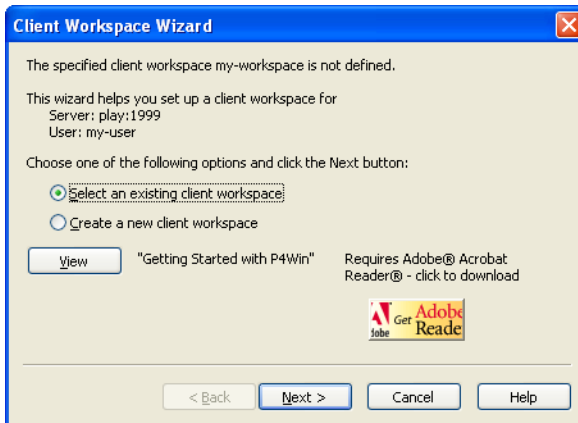 Client Workspace Wizard
The specified client workspace my-workspace is not defined.
This wizard helps you set up a client workspace for
Server: play:1999
User: my-user
Choose one of the following options and click the Next button:
Select an existing client workspace
Create a new client workspace
View "Getting Started with P4Win" Requires Adobe® Acrobat
Reader® - click to download
Get Adobe
dobe Reade
< Back Next > Cancel Help